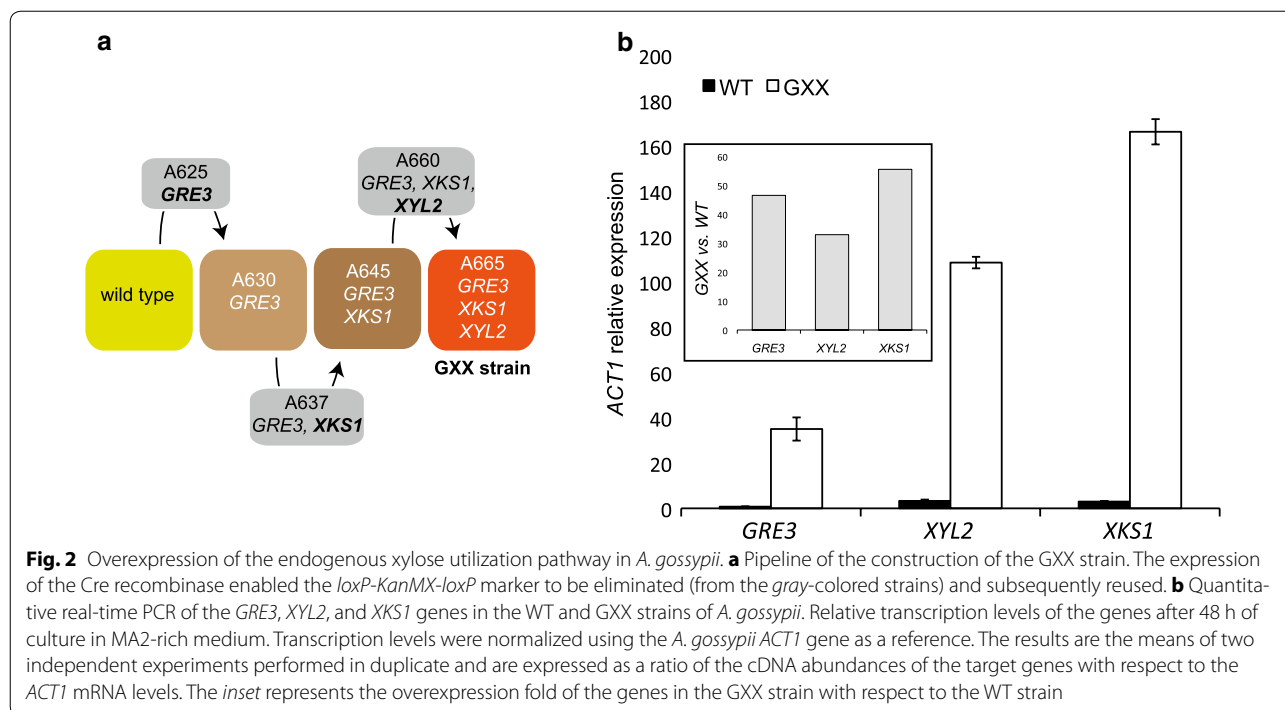 a
A625
GRE3
A660
GRE3, XKS1,
XYL2
wild type
A630
GRE3
A645
GRE3
XKS1
A665
GRE3
XKS1
XYL2
GXX strain
A637
GRE3, XKS1
b
WT GXX
ACT1 relative expression
200
180
160
140
120
100
80
60
40
20
0
GXX vs. WT
60
50
40
30
20
10
0
GRE3 XYL2 XKS1
GRE3 XYL2 XKS1
Fig. 2 Overexpression of the endogenous xylose utilization pathway in A. gossypii. a Pipeline of the construction of the GXX strain. The expression
of the Cre recombinase enabled the loxP-KanMX-loxP marker to be eliminated (from the gray-colored strains) and subsequently reused. b Quantita-
tive real-time PCR of the GRE3, XYL2, and XKS1 genes in the WT and GXX strains of A. gossypii. Relative transcription levels of the genes after 48 h of
culture in MA2-rich medium. Transcription levels were normalized using the A. gossypii ACT1 gene as a reference. The results are the means of two
independent experiments performed in duplicate and are expressed as a ratio of the cDNA abundances of the target genes with respect to the
ACT1 mRNA levels. The inset represents the overexpression fold of the genes in the GXX strain with respect to the WT strain